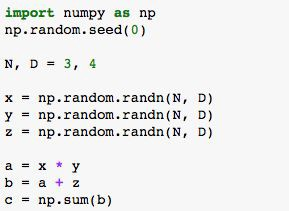 import numpy as np
np.random.seed(0)
N, D = 3, 4
x = np.random.randn(N, D)
y = np.random.randn(N, D)
z = np.random.randn(N, D)
a = x * y
b = a + z
c = np.sum(b)